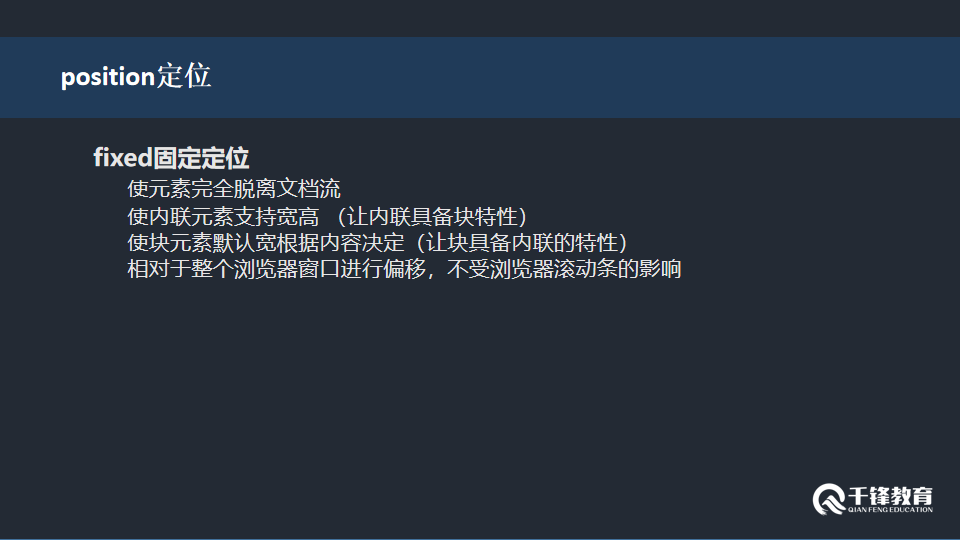 position定位
fixed固定定位
使元素完全脱离文档流
使内联元素支持宽高 （让内联具备块特性）
使块元素默认宽根据内容决定（让块具备内联的特性）
相对于整个浏览器窗口进行偏移，不受浏览器滚动条的影响
千锋教育
QIAN FENG EDUCATION